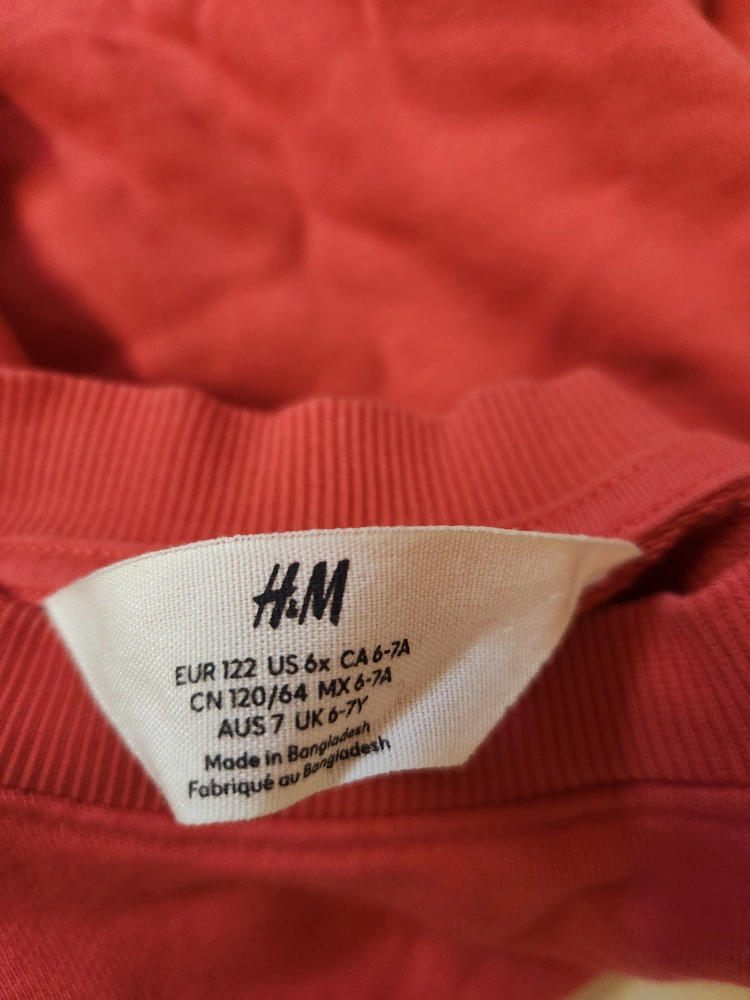 H&M
EUR 122 US 6x CA 6-7A
CN 120/64 MX 6-7A
AUS 7 UK 6-7Y
Made in Bangladesh
Fabriqué au Bangladesh